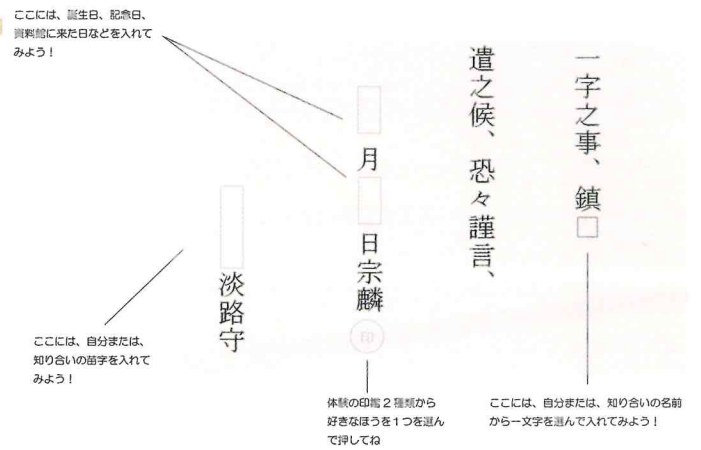 ここには、誕生日、記念日、
資料館に来た日などを入れて
みよう！
一字之事、鎮□
遣之候、恐々謹言、
月 日宗麟 印
淡路守
ここには、自分または、
知り合いの苗字を入れて
みよう！
体験の印鑑２種類から
好きなほうを１つを選ん
で押してね
ここには、自分または、知り合いの名前
から一文字を選んで入れてみよう！